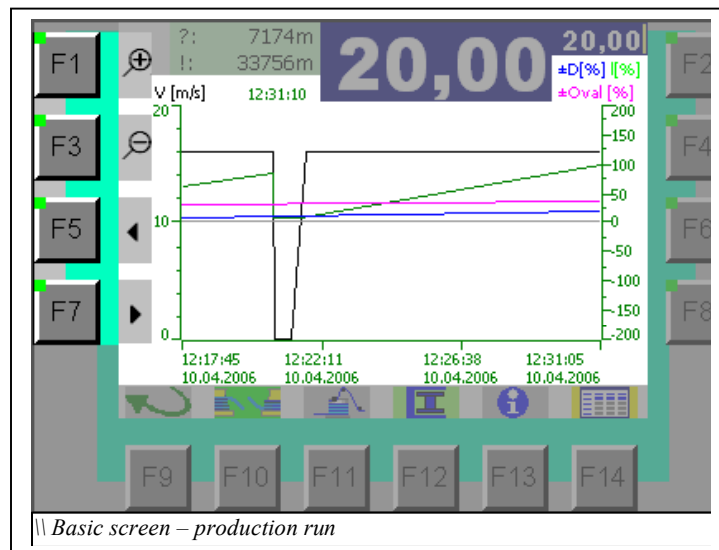 F1
?: 7174m
!: 33756m
20,00
20,00
±D[%] I[%]
±Oval [%]
F2
V [m/s]
12:31:10
20
200
150
F3
F4
100
50
F5
10
0
F6
-50
-100
F7
F8
-150
0
-200
12:17:45 12:22:11 12:26:38 12:31:05
10.04.2006 10.04.2006 10.04.2006 10.04.2006
F9 F10 F11 F12 F13 F14
\\ Basic screen – production run